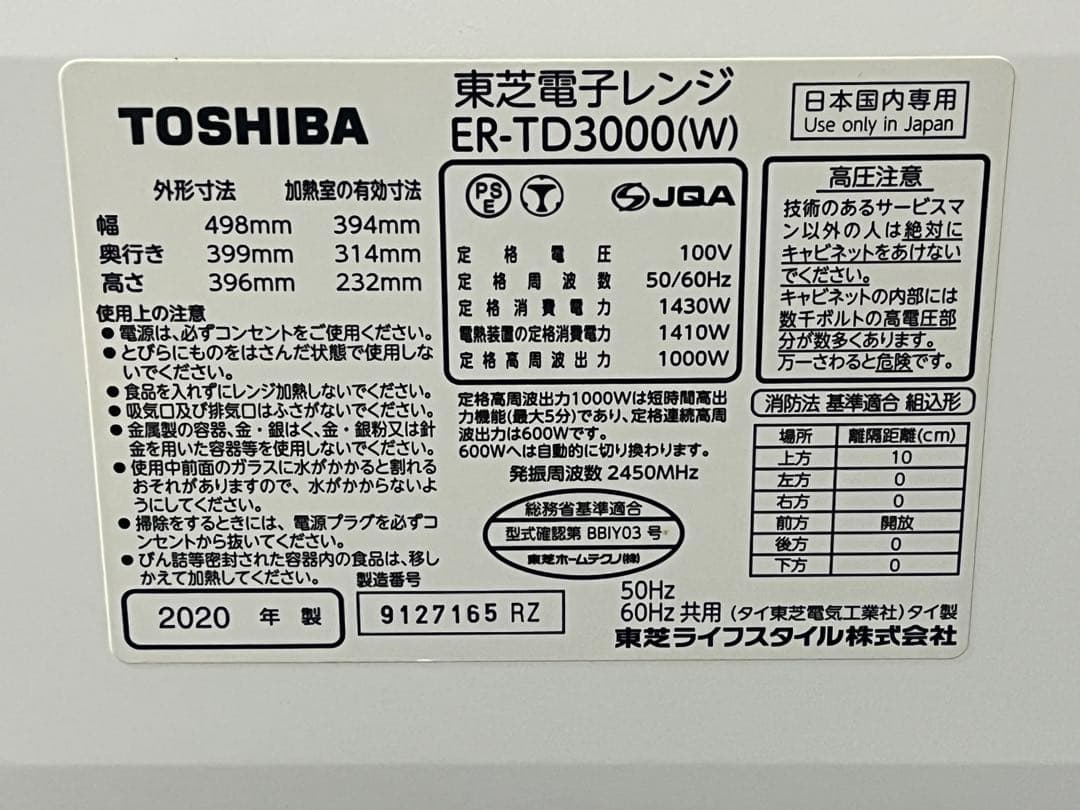 TOSHIBA
東芝電子レンジ
ER-TD3000(W)
日本国内専用
Use only in Japan
外形寸法 加熱室の有効寸法
幅 498mm 394mm
奥行き 399mm 314mm
高さ 396mm 232mm
使用上の注意
●電源は、必ずコンセントをご使用ください。
●とびらにものをはさんだ状態で使用しな
いでください。
●食品を入れずにレンジ加熱しないでください。
●吸気口及び排気口はふさがないでください。
●金属製の容器、金・銀はく、金・銀粉又は針
金を用いた容器等を使用しないでください。
●使用中前面のガラスに水がかかると割れる
おそれがありますので、水がかからないよ
うにしてください。
●掃除をするときには、電源プラグを必ずコ
ンセントから抜いてください。
●びん詰等密封された容器内の食品は、移し
かえて加熱してください。
2020 年 製
製造番号
9127165 RZ
PS
E
JQA
定格電圧 100V
定格周波数 50/60Hz
定格消費電力 1430W
電熱装置の定格消費電力 1410W
定格高周波出力 1000W
定格高周波出力1000Wは短時間高出
力機能(最大5分)であり、定格連続高周
波出力は600Wです。
600Wへは自動的に切り換わります。
発振周波数 2450MHz
総務省基準適合
型式確認第 BBIY03 号
東芝ホームテクノ(株)
高圧注意
技術のあるサービスマ
ン以外の人は絶対に
キャビネットをあけない
でください。
キャビネットの内部には
数千ボルトの高電圧部
分が数多くあります。
万一さわると危険です。
消防法 基準適合 組込形
場所 離隔距離(cm)
上方 10
左方 0
右方 0
前方 開放
後方 0
下方 0
50Hz
60Hz 共用 (タイ東芝電気工業社)タイ製
東芝ライフスタイル株式会社